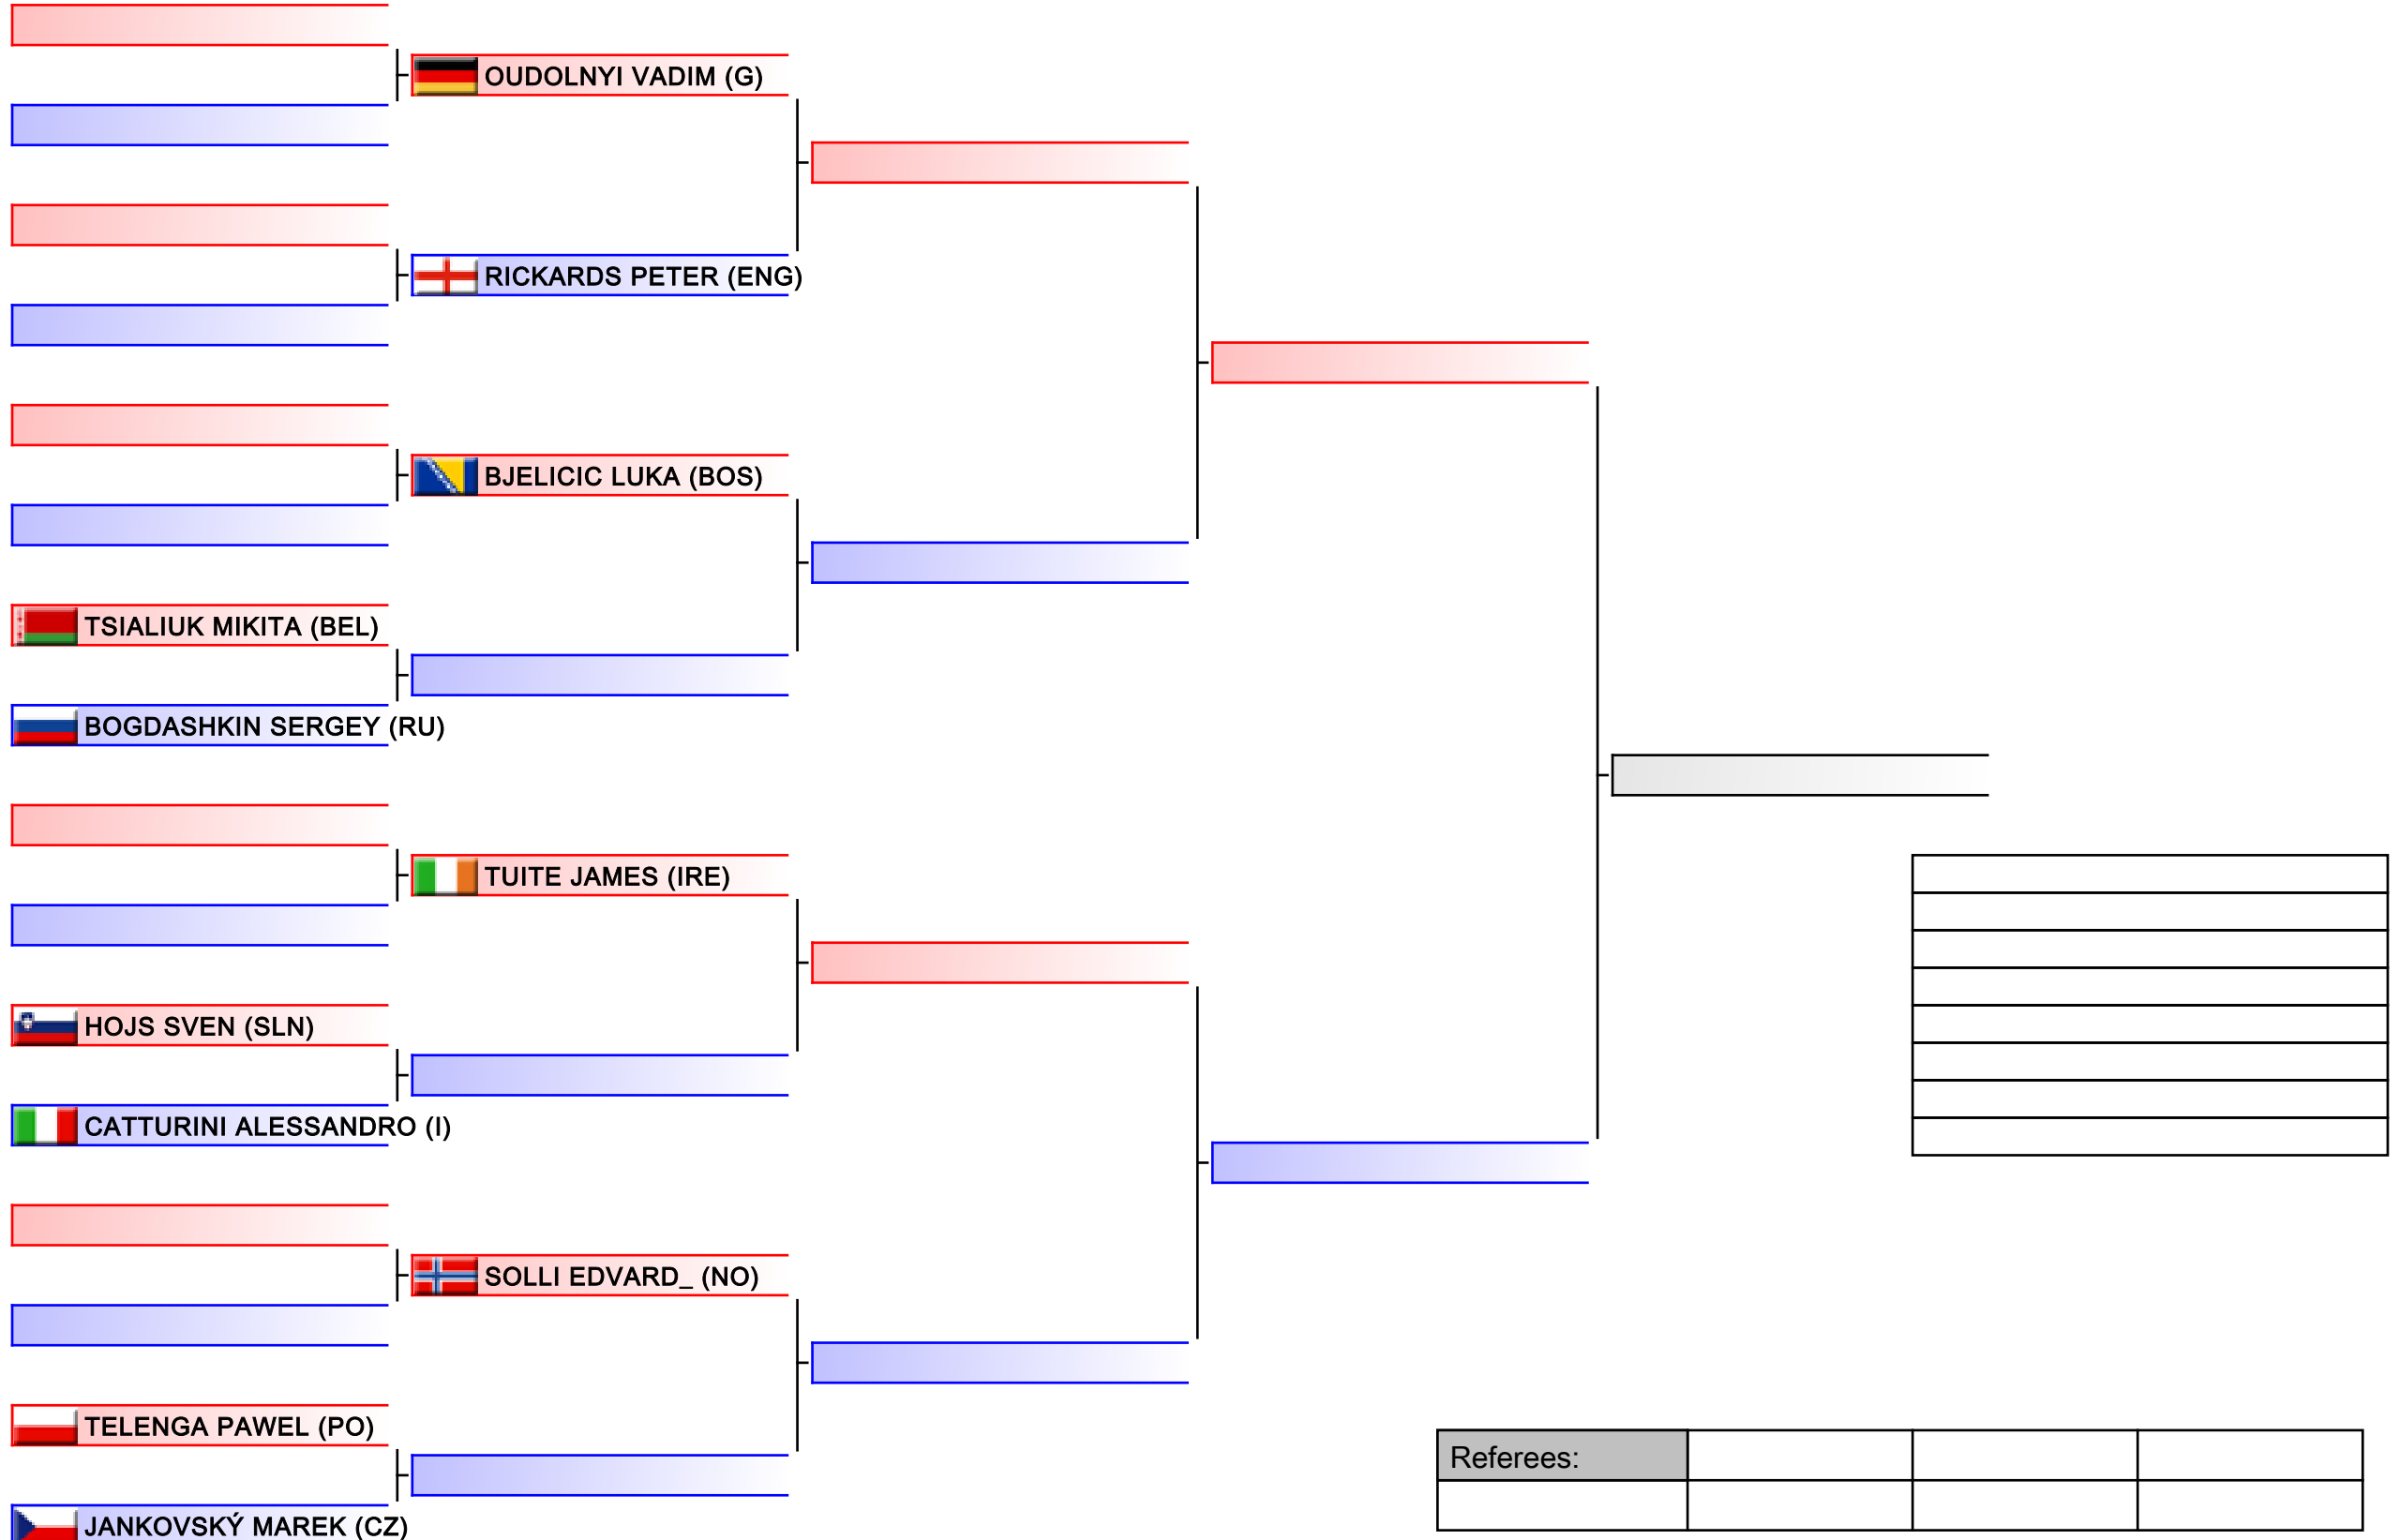 OUDOLNYI VADIM (G)
RICKARDS PETER (ENG)
BJELICIC LUKA (BOS)
TSIALIUK MIKITA (BEL)
BOGDASHKIN SERGEY (RU)
TUITE JAMES (IRE)
HOJS SVEN (SLN)
CATTURINI ALESSANDRO (I)
SOLLI EDVARD_ (NO)
TELENGA PAWEL (PO)
JANKOVSKÝ MAREK (CZ)
Referees: